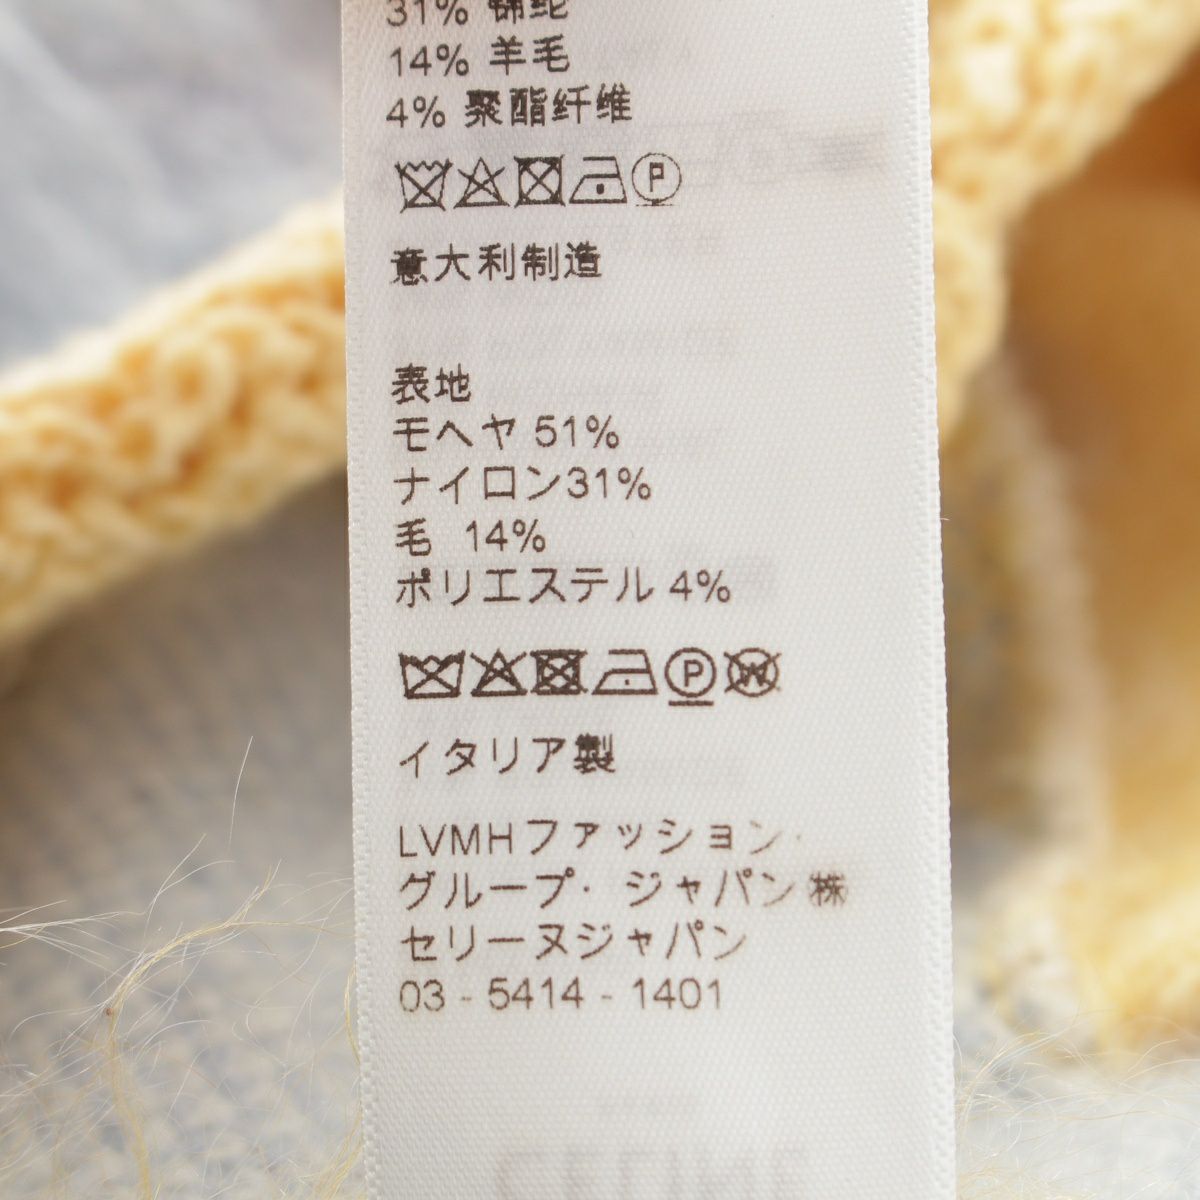 31% 锦纶
14% 羊毛
4% 聚酯纤维
P
意大利制造
表地
モヘヤ 51%
ナイロン31%
毛 14%
ポリエステル 4%
P W
イタリア製
LVMHファッション・
グループ・ ジャパン㈱
セリーヌジャパン
03 - 5414 - 1401